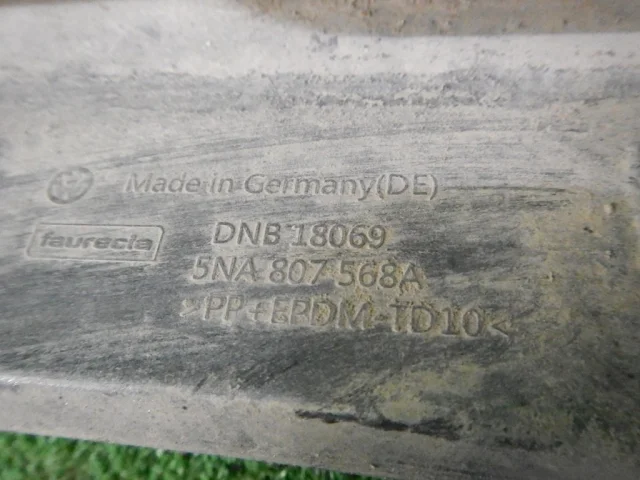 Made in Germany(DE)
faurecia
DNB 18069
5NA 807 568A
>PP+EPDM-TD10<